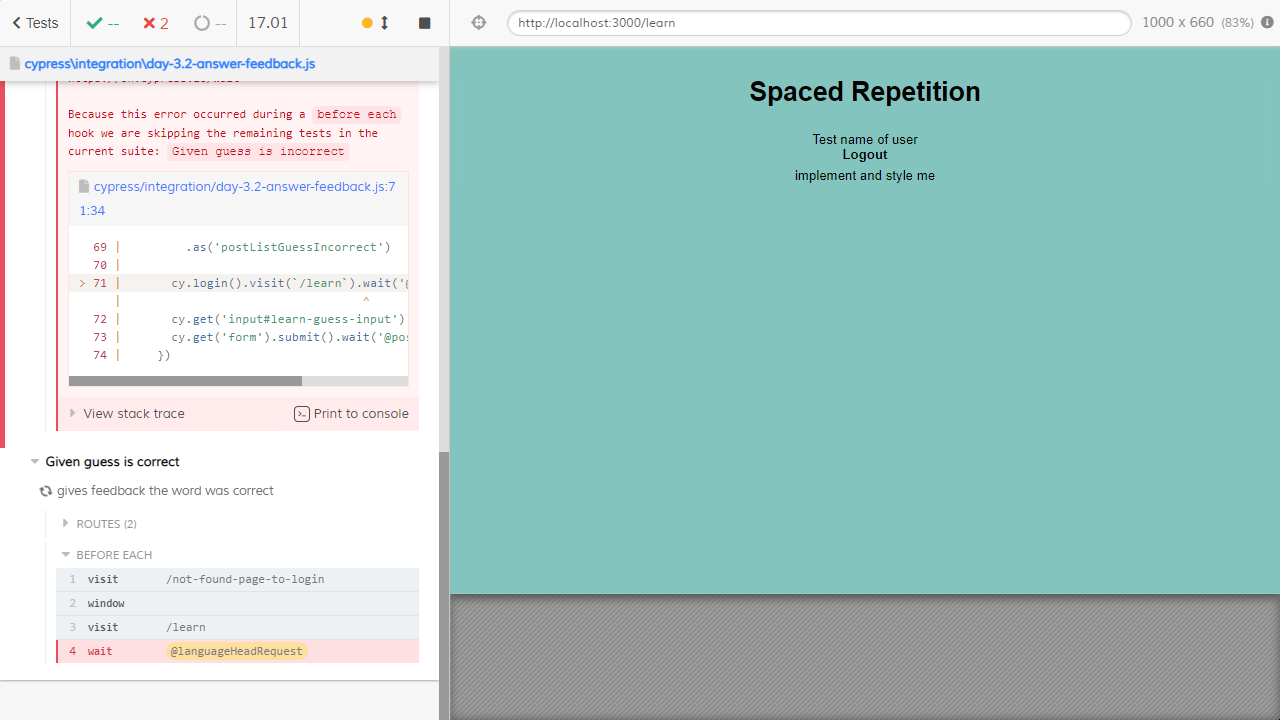 Tests -- 2 -- 17.01 http://localhost:3000/learn 1000 x 660 (83%)
cypress\integration\day-3.2-answer-feedback.js
Because this error occurred during a before each
hook we are skipping the remaining tests in the
current suite: Given guess is incorrect
cypress/integration/day-3.2-answer-feedback.js:7
1:34
69 | .as('postListGuessIncorrect')
70 |
> 71 | cy.login().visit(`/learn`).wait('@
| ^
72 | cy.get('input#learn-guess-input')
73 | cy.get('form').submit().wait('@pos
74 | })
View stack trace Print to console
Given guess is correct
gives feedback the word was correct
ROUTES (2)
BEFORE EACH
1 visit /not-found-page-to-login
2 window
3 visit /learn
4 wait @languageHeadRequest
Spaced Repetition
Test name of user
Logout
implement and style me